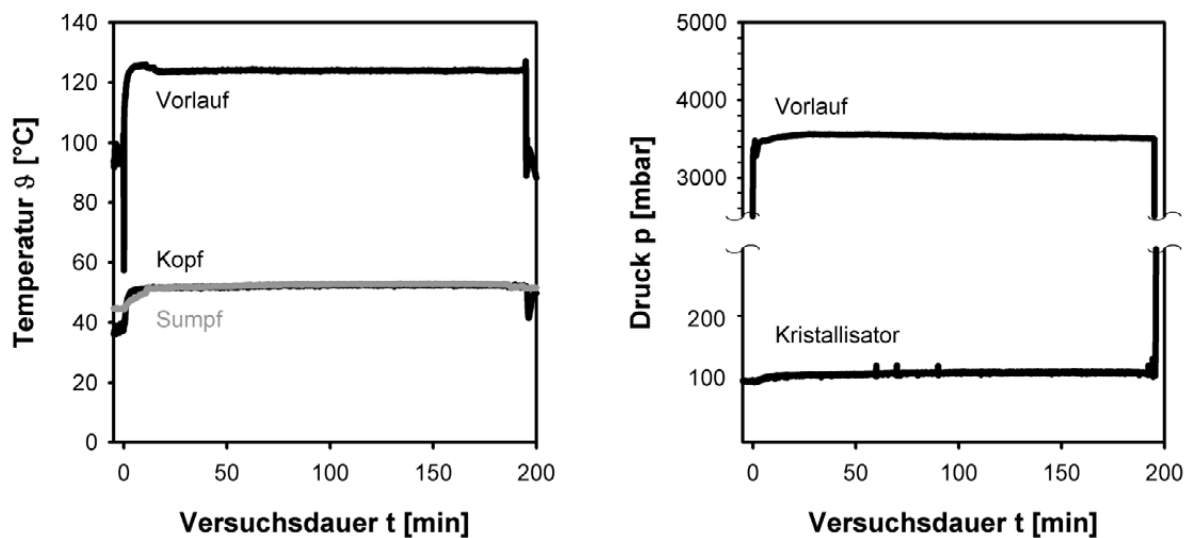 140
120
100
80
60
40
20
0
Temperatur ϑ [°C]
Vorlauf
Kopf
Sumpf
0 50 100 150 200
Versuchsdauer t [min]
5000
4000
3000
200
100
Druck p [mbar]
Vorlauf
Kristallisator
0 50 100 150 200
Versuchsdauer t [min]